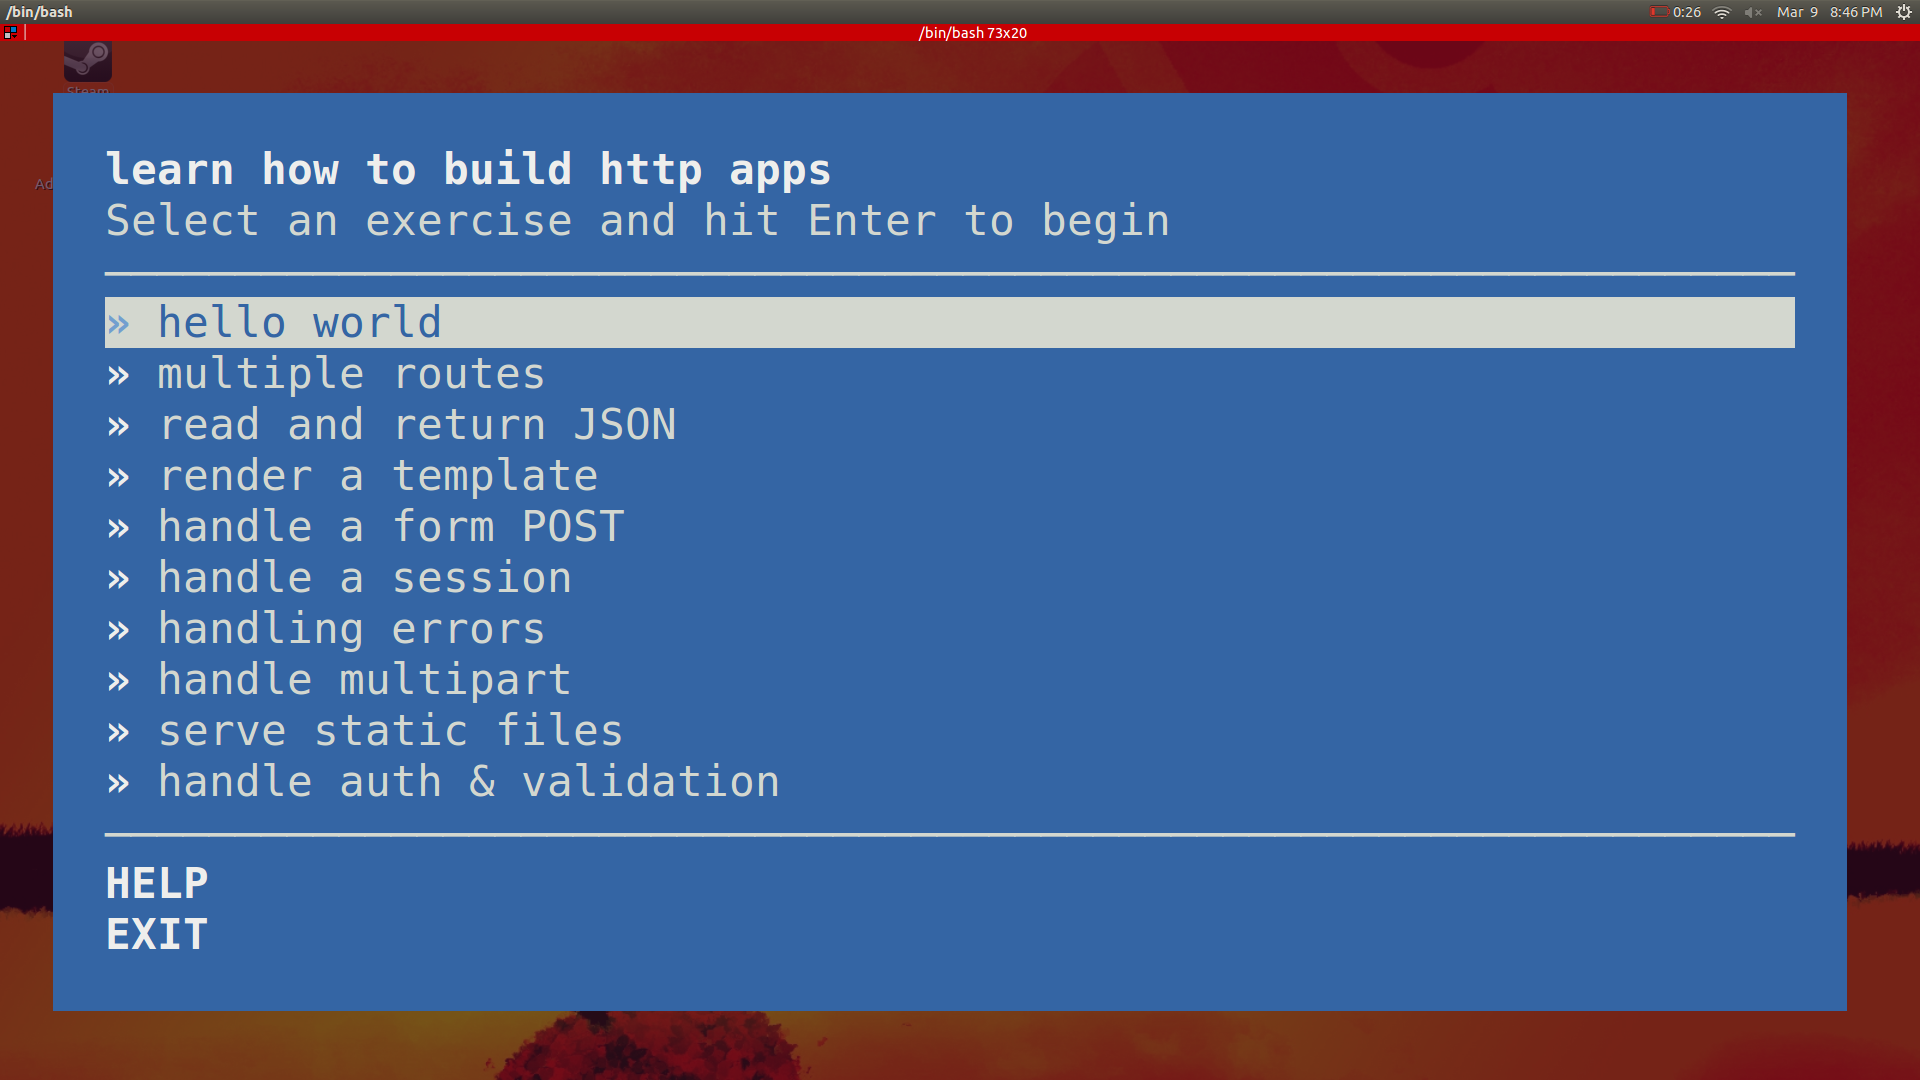 /bin/bash
0:26
Mar 9 8:46 PM
/bin/bash 73x20
Steam
Ad
learn how to build http apps
Select an exercise and hit Enter to begin
» hello world
» multiple routes
» read and return JSON
» render a template
» handle a form POST
» handle a session
» handling errors
» handle multipart
» serve static files
» handle auth & validation
HELP
EXIT